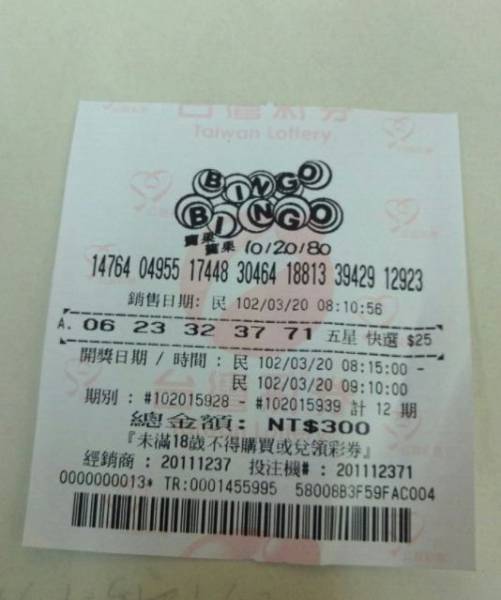 Taiwan Lottery
BINGO
BINGO
賓果
賓果 10/20/80
14764 04955 17448 30464 18813 39429 12923
銷售日期: 民 102/03/20 08:10:56
A. 06 23 32 37 71 五星 快選 $25
開獎日期 / 時間 : 民 102/03/20 08:15:00 -
民 102/03/20 09:10:00
期別 : #102015928 - #102015939 計 12 期
總金額: NT$300
『未滿18歲不得購買或兌領彩券』
經銷商 : 20111237 投注機# : 201112371
0000000013* TR:0001455995 58008B3F59FAC004